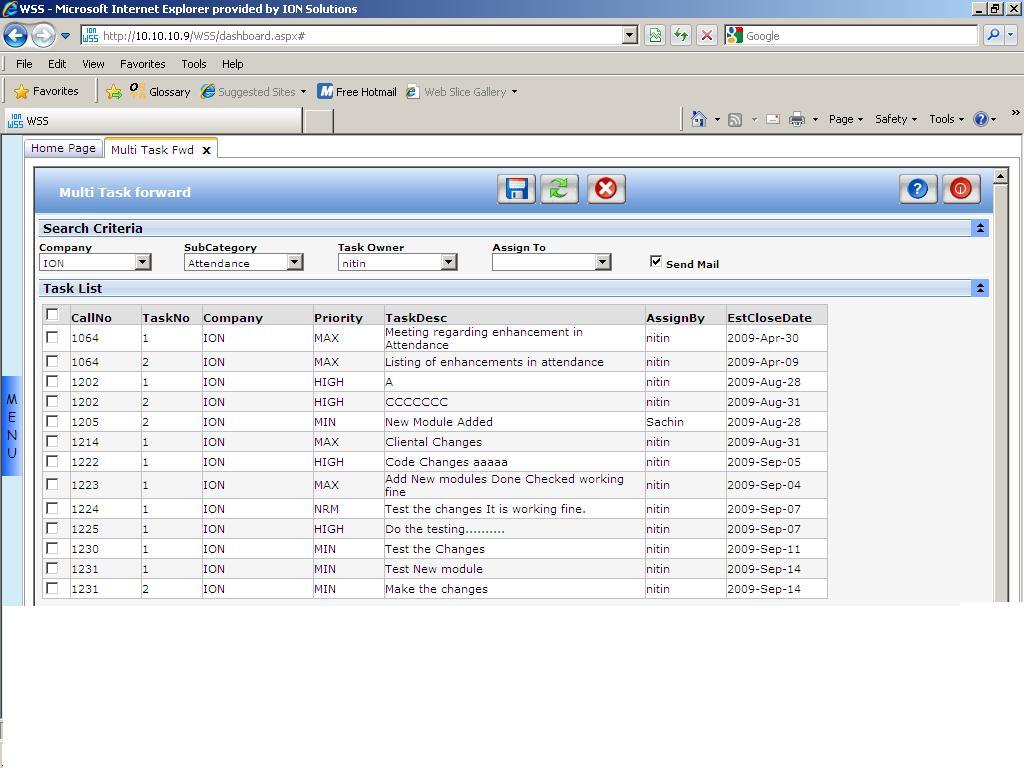 WSS - Microsoft Internet Explorer provided by ION Solutions
ION WSS http://10.10.10.9/WSS/dashboard.aspx# Google
File Edit View Favorites Tools Help
Favorites Glossary Suggested Sites Free Hotmail Web Slice Gallery
ION WSS WSS Page Safety Tools »
Home Page Multi Task Fwd x
Multi Task forward
Search Criteria
Company SubCategory Task Owner Assign To
ION Attendance nitin Send Mail
Task List
CallNo TaskNo Company Priority TaskDesc AssignBy EstCloseDate
1064 1 ION MAX Meeting regarding enhancement in Attendance nitin 2009-Apr-30
1064 2 ION MAX Listing of enhancements in attendance nitin 2009-Apr-09
1202 1 ION HIGH A nitin 2009-Aug-28
1202 2 ION HIGH CCCCCCC nitin 2009-Aug-31
1205 2 ION MIN New Module Added Sachin 2009-Aug-28
1214 1 ION MAX Cliental Changes nitin 2009-Aug-31
1222 1 ION HIGH Code Changes aaaaa nitin 2009-Sep-05
1223 1 ION MAX Add New modules Done Checked working fine nitin 2009-Sep-04
1224 1 ION NRM Test the changes It is working fine. nitin 2009-Sep-07
1225 1 ION HIGH Do the testing......... nitin 2009-Sep-07
1230 1 ION MIN Test the Changes nitin 2009-Sep-11
1231 1 ION MIN Test New module nitin 2009-Sep-14
1231 2 ION MIN Make the changes nitin 2009-Sep-14
MENU